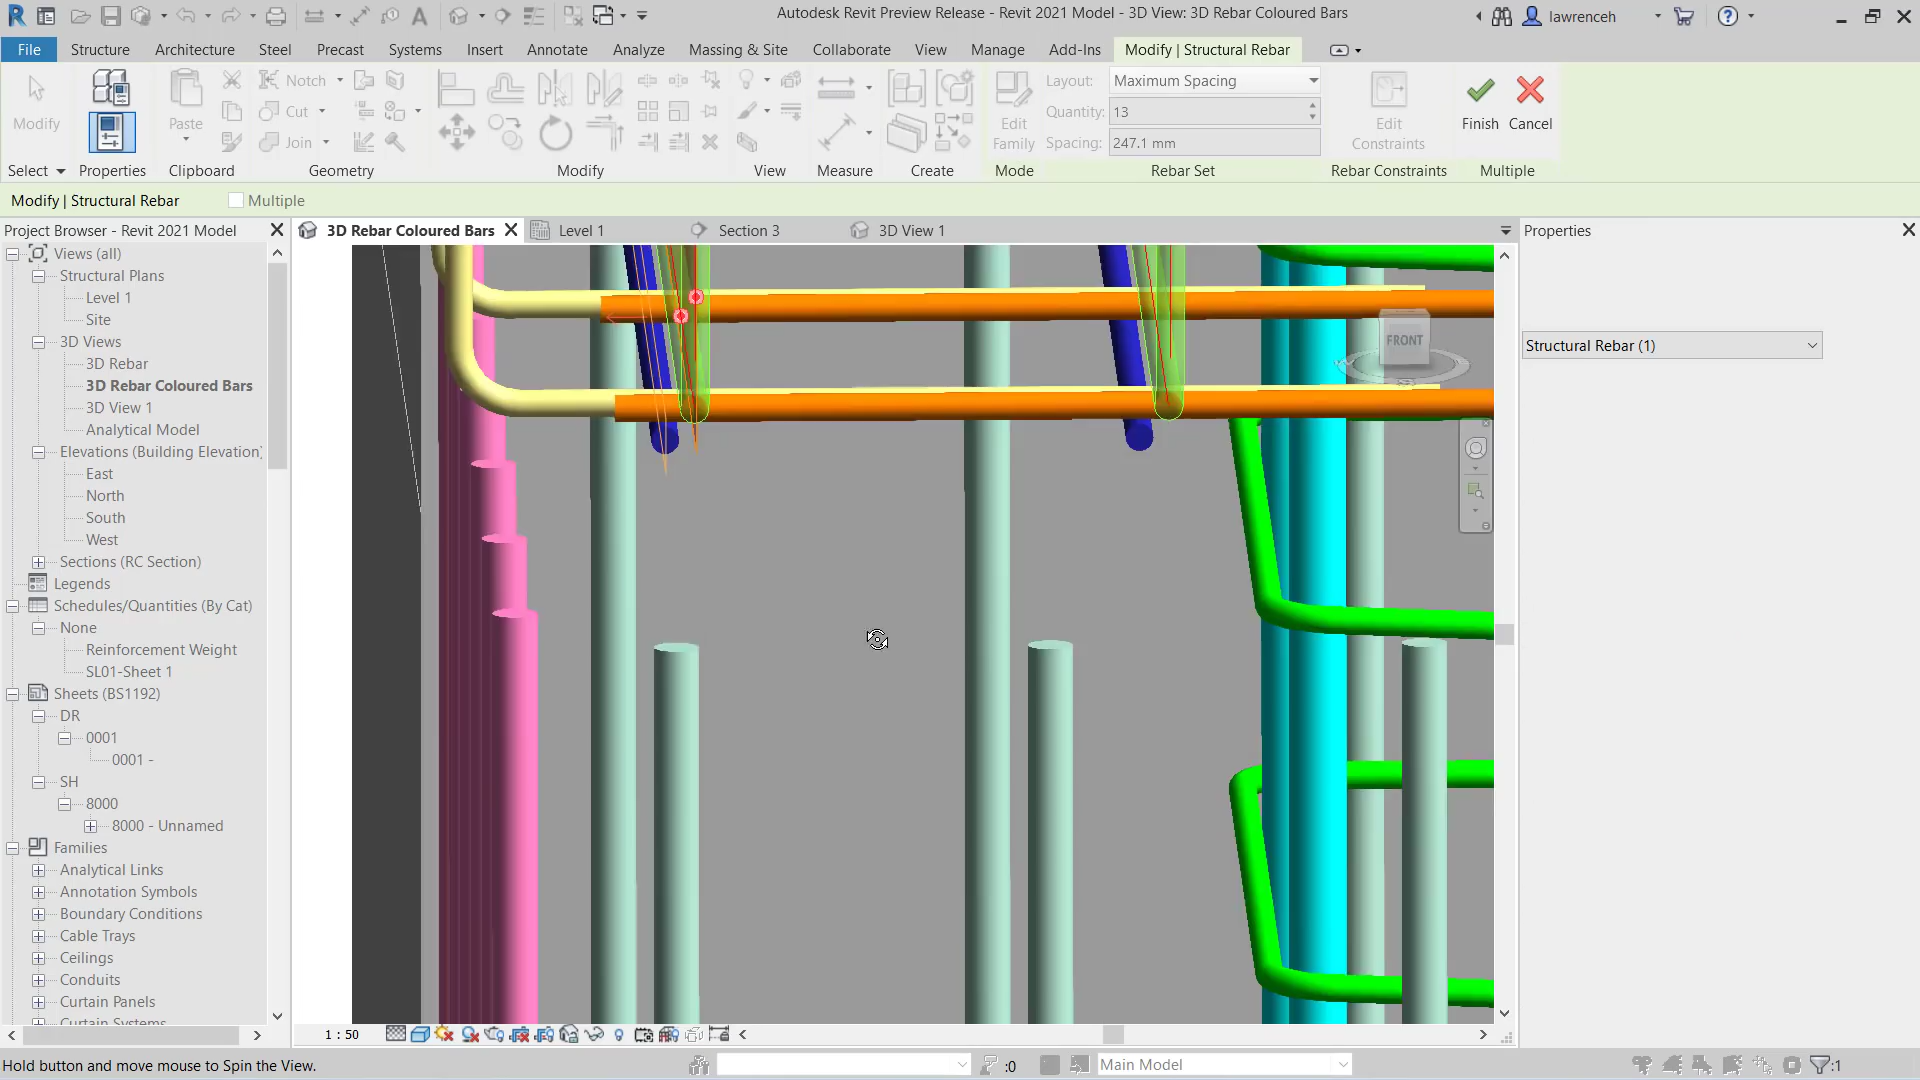 Autodesk Revit Preview Release - Revit 2021 Model - 3D View: 3D Rebar Coloured Bars
lawrenceh
File
Structure
Architecture
Steel
Precast
Systems
Insert
Annotate
Analyze
Massing & Site
Collaborate
View
Manage
Add-Ins
Modify | Structural Rebar
Notch
Layout:
Maximum Spacing
Modify
Paste
Cut
Edit
Family
Quantity:
13
Edit
Constraints
Finish
Cancel
Join
Spacing:
247.1 mm
Select
Properties
Clipboard
Geometry
Modify
View
Measure
Create
Mode
Rebar Set
Rebar Constraints
Multiple
Modify | Structural Rebar
Multiple
Project Browser - Revit 2021 Model
3D Rebar Coloured Bars
Level 1
Section 3
3D View 1
Properties
Views (all)
Structural Plans
Level 1
Site
3D Views
3D Rebar
3D Rebar Coloured Bars
3D View 1
Analytical Model
Elevations (Building Elevation)
East
North
South
West
Sections (RC Section)
Legends
Schedules/Quantities (By Cat)
None
Reinforcement Weight
SL01-Sheet 1
Sheets (BS1192)
DR
0001
0001 -
SH
8000
8000 - Unnamed
Families
Analytical Links
Annotation Symbols
Boundary Conditions
Cable Trays
Ceilings
Conduits
Curtain Panels
Curtain Systems
FRONT
Structural Rebar (1)
1 : 50
Hold button and move mouse to Spin the View.
:0
Main Model
:1